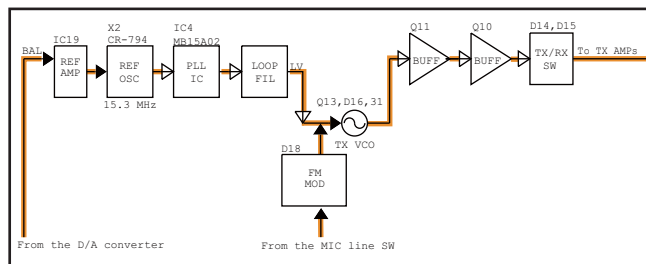 IC19
X2
CR-794
IC4
MB15A02
Q11
Q10
D14,D15
BAL
REF
AMP
REF
OSC
PLL
IC
LOOP
FIL
LV
BUFF
BUFF
TX/RX
SW
To TX AMPs
15.3 MHz
Q13,D16,31
TX VCO
D18
FM
MOD
From the D/A converter
From the MIC line SW